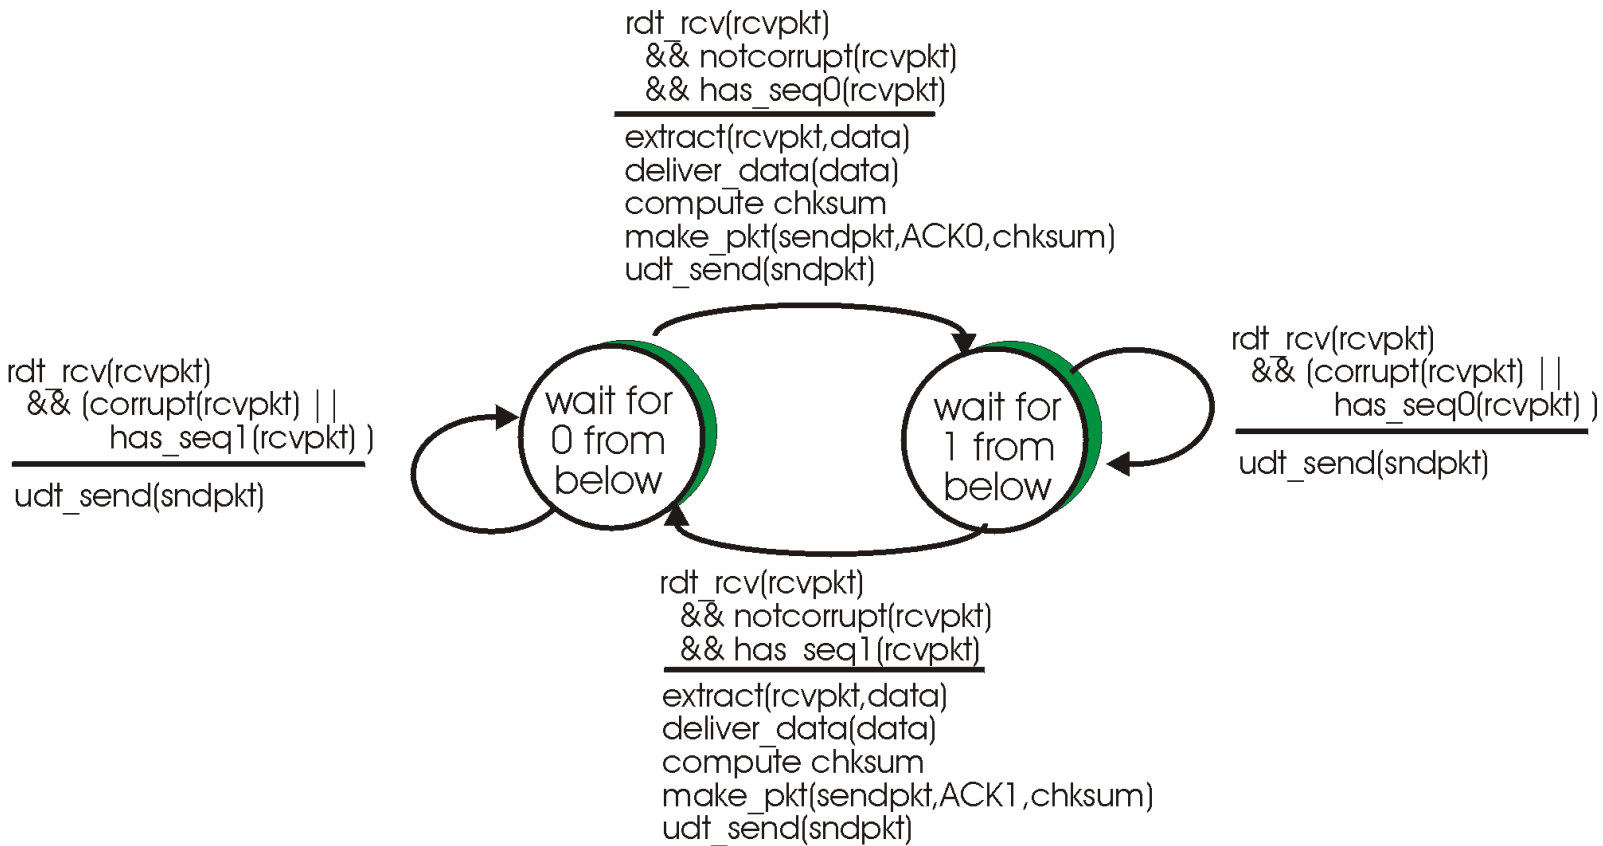 rdt_rcv(rcvpkt)
&& notcorrupt(rcvpkt)
&& has_seq0(rcvpkt)
extract(rcvpkt,data)
deliver_data(data)
compute chksum
make_pkt(sendpkt,ACK0,chksum)
udt_send(sndpkt)
rdt_rcv(rcvpkt)
&& (corrupt(rcvpkt) ||
has_seq1(rcvpkt) )
udt_send(sndpkt)
wait for
0 from
below
wait for
1 from
below
rdt_rcv(rcvpkt)
&& (corrupt(rcvpkt) ||
has_seq0(rcvpkt) )
udt_send(sndpkt)
rdt_rcv(rcvpkt)
&& notcorrupt(rcvpkt)
&& has_seq1(rcvpkt)
extract(rcvpkt,data)
deliver_data(data)
compute chksum
make_pkt(sendpkt,ACK1,chksum)
udt_send(sndpkt)